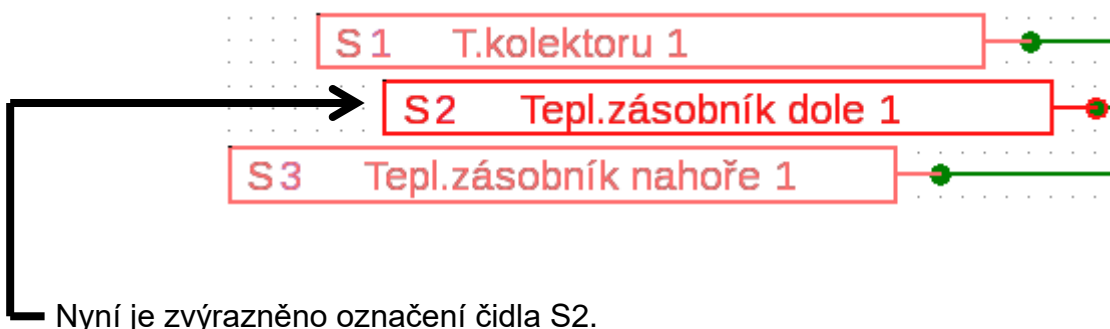 S1 T.kolektoru 1
S2 Tepl.zásobník dole 1
S3 Tepl.zásobník nahoře 1
Nyní je zvýrazněno označení čidla S2.